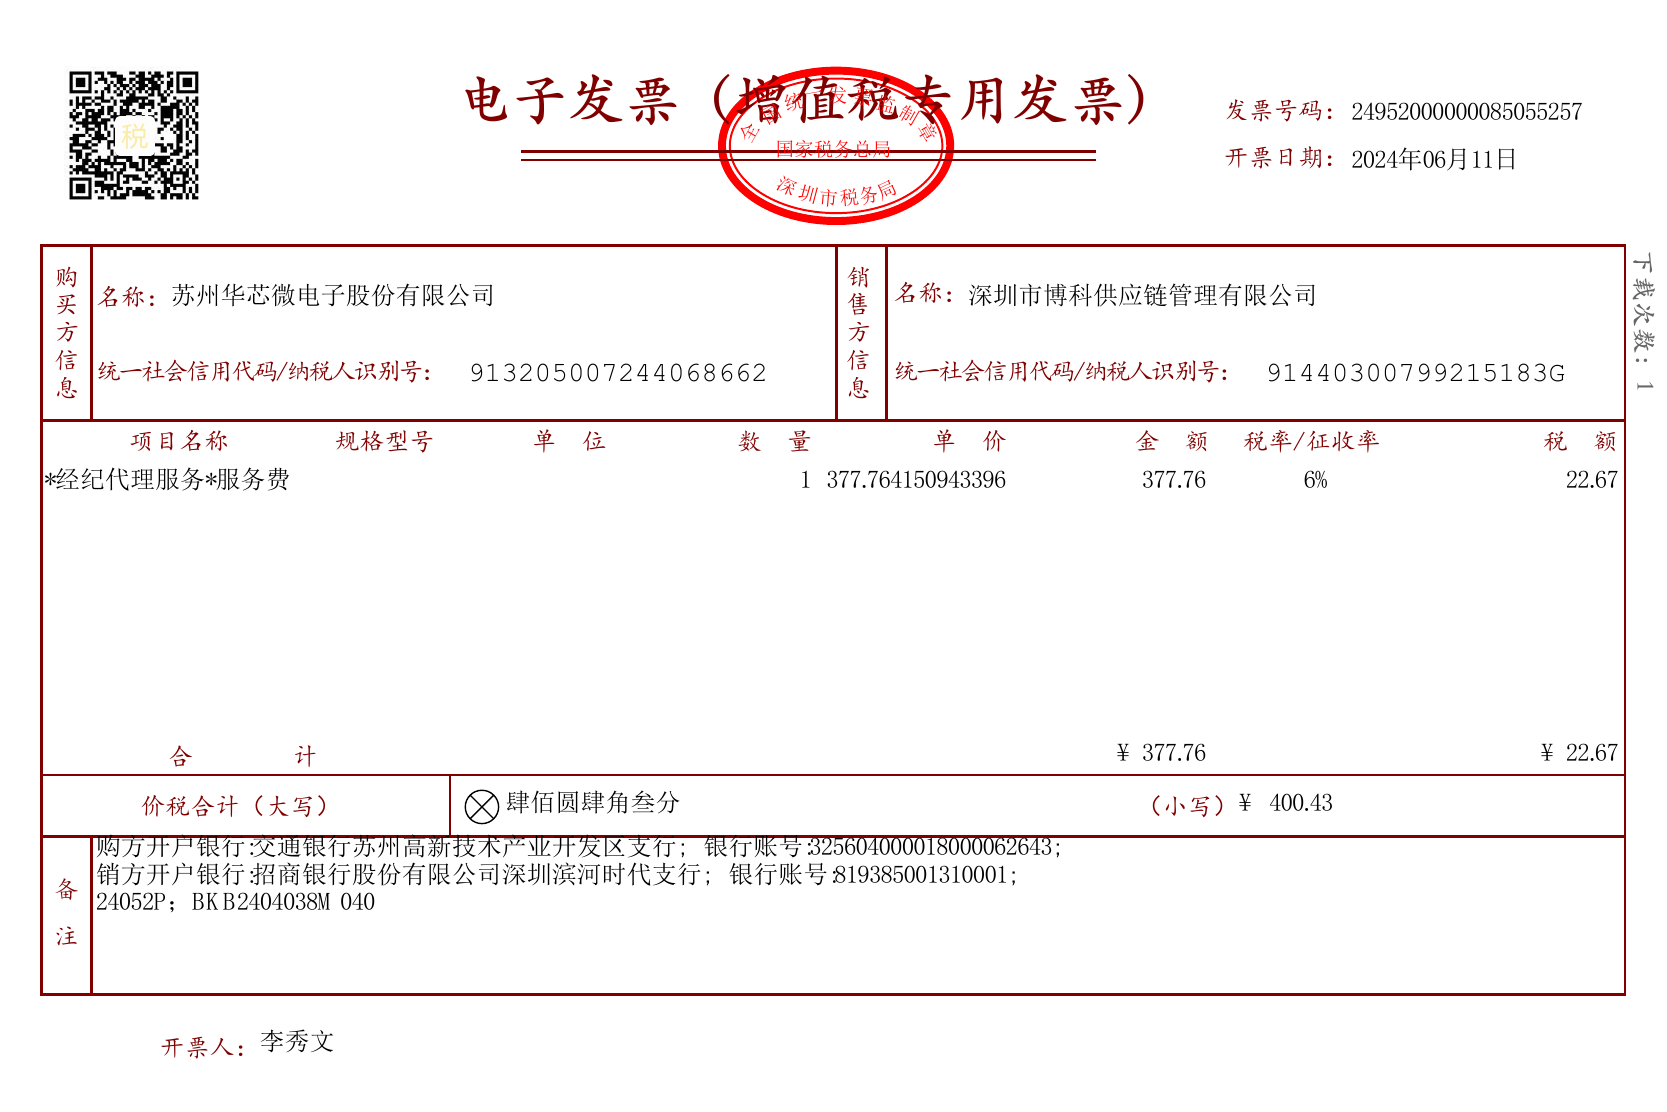 电子发票（增值税专用发票）
税
全国统一发票监制章
国家税务总局
深圳市税务局
发票号码：24952000000085055257
开票日期：2024年06月11日
下载次数：1
购买方信息
名称：苏州华芯微电子股份有限公司
统一社会信用代码/纳税人识别号：913205007244068662
销售方信息
名称：深圳市博科供应链管理有限公司
统一社会信用代码/纳税人识别号：91440300799215183G
项目名称 规格型号 单位 数量 单价 金额 税率/征收率 税额
*经纪代理服务*服务费 1 377.764150943396 377.76 6% 22.67
合计 ¥ 377.76 ¥ 22.67
价税合计（大写） 肆佰圆肆角叁分 （小写）¥ 400.43
备注
购方开户银行:交通银行苏州高新技术产业开发区支行; 银行账号:325604000018000062643;
销方开户银行:招商银行股份有限公司深圳滨河时代支行; 银行账号:819385001310001;
24052P；BKB2404038M 040
开票人：李秀文